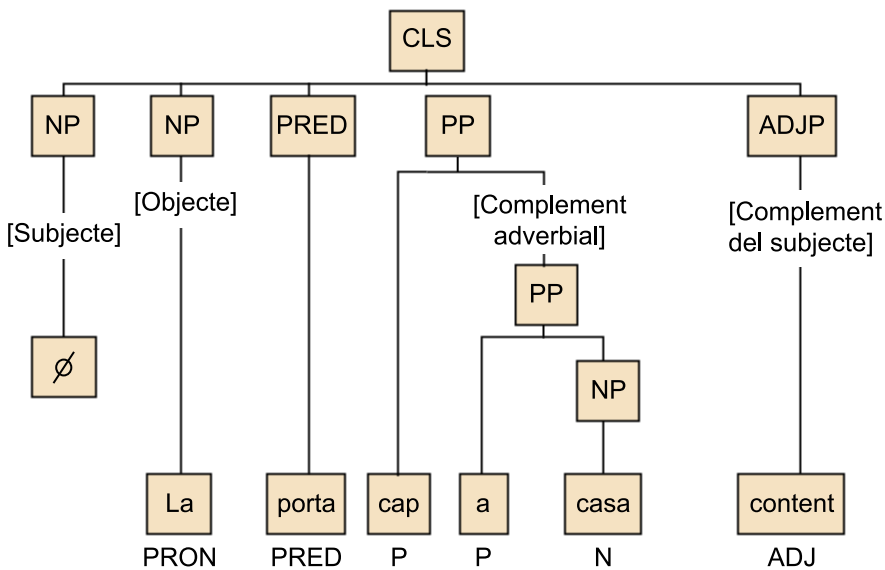 CLS
NP NP PRED PP ADJP
[Objecte]
[Subjecte]
[Complement
adverbial]
[Complement
del subjecte]
PP
∅
NP
La porta cap a casa content
PRON PRED P P N ADJ